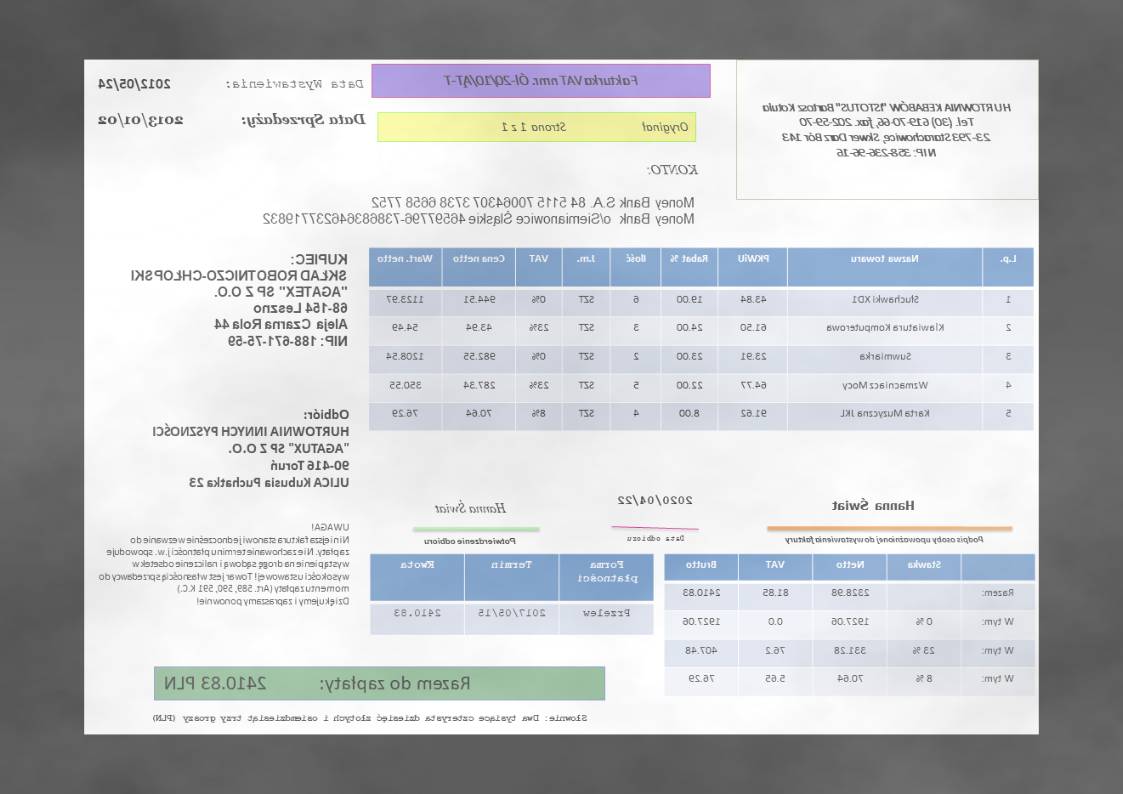 HURTOWNIA KEBABÓW "ISTOTUS" Bartosz Kotula
Tel. (30) 619-70-66, fax. 202-59-70
23-793 Starachowice, Skwer Darz Bór 143
NIP: 358-236-96-16
Fakturka VAT nmr. Ól-20/10/AT-T
Data Wystawienia: 2012/05/24
Oryginał Strona 1 z 1
Data Sprzedaży: 2013/01/02
KONTO:
Money Bank S.A. 84 5115 70064307 3738 6658 7752
Money Bank o/Siemianowice Śląskie 46597796-7386836462377719832
L.p. Nazwa towaru PKWiU Rabat % Ilość J.m. VAT Cena netto Wart. netto
1 Słuchawki XD1 43.84 19.00 6 SZT 0% 944.51 1123.97
2 Klawiatura Komputerowa 61.50 24.00 3 SZT 23% 43.94 54.49
3 Suwmiarka 23.91 23.00 2 SZT 0% 982.55 1208.54
4 Wzmacniacz Mocy 64.77 22.00 5 SZT 23% 287.34 350.55
5 Karta Muzyczna JKL 91.62 8.00 4 SZT 8% 70.64 76.29
KUPIEC:
SKŁAD ROBOTNICZO-CHŁOPSKI
"AGATEX" SP Z O.O.
68-154 Leszno
Aleja Czarna Rola 44
NIP: 188-671-75-59
Odbiór:
HURTOWNIA INNYCH PYSZNOŚCI
"AGATUX" SP Z O.O.
90-416 Toruń
ULICA Kubusia Puchatka 23
Hanna Świat
Podpis osoby upoważnionej do wystawienia faktury
2020/04/22
Data odbioru
Hanna Świat
Potwierdzenie odbioru
UWAGA!
Niniejsza faktura stanowi jednocześnie wezwanie do
zapłaty. Nie zachowanie terminu płatności j.w. spowoduje
wystąpienie na drogę sądową i naliczenie odsetek w
wysokości ustawowej! Towar jest własnością sprzedawcy do
momentu zapłaty (Art. 589, 590, 591 K.C.)
Dziękujemy i zapraszamy ponownie!
Stawka Netto VAT Brutto
Razem: 2328.98 81.85 2410.83
W tym: 0 % 1927.06 0.0 1927.06
W tym: 23 % 331.28 76.2 407.48
W tym: 8 % 70.64 5.65 76.29
Forma płatności Termin Kwota
Przelew 2017/05/15 2410.83
Razem do zapłaty: 2410.83 PLN
Słownie: Dwa tysiące czterysta dziesięć złotych i osiemdziesiąt trzy groszy (PLN)